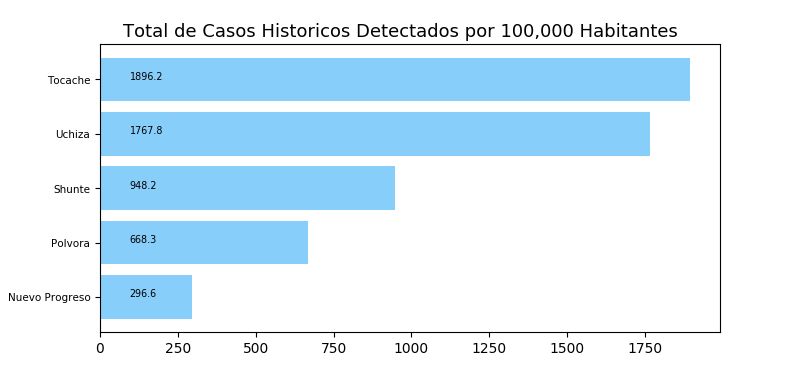 Total de Casos Historicos Detectados por 100,000 Habitantes
Tocache 1896.2
Uchiza 1767.8
Shunte 948.2
Polvora 668.3
Nuevo Progreso 296.6
0 250 500 750 1000 1250 1500 1750